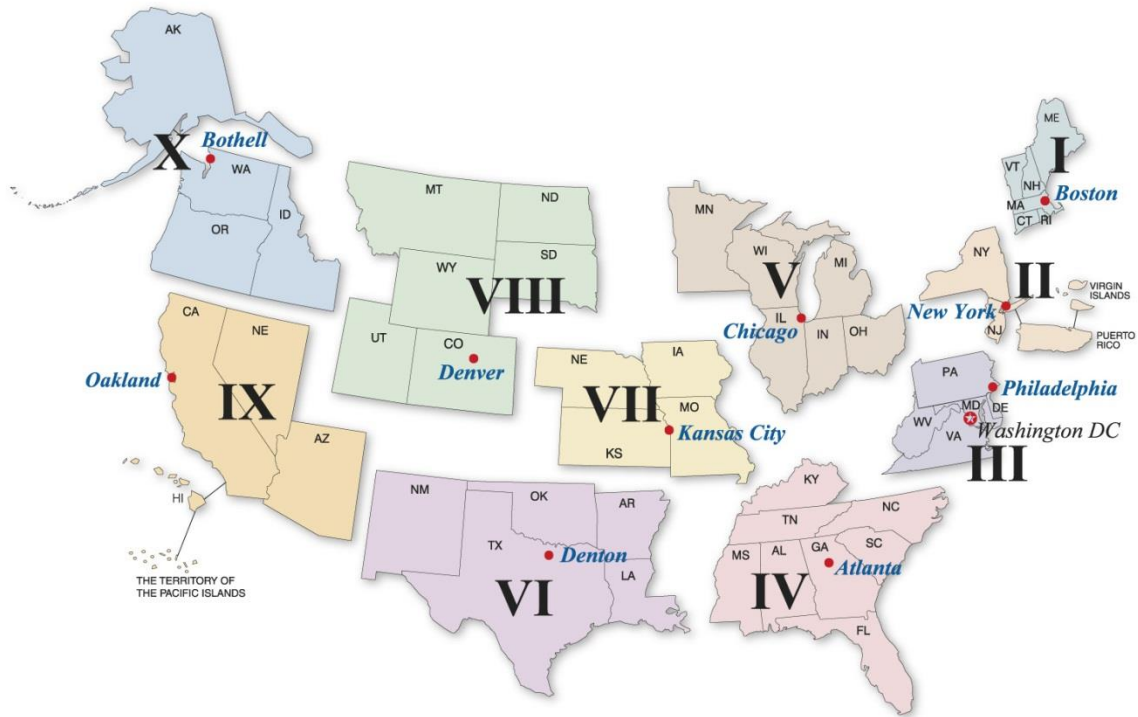 AK
X
Bothell
WA
OR
ID
MT
ND
SD
WY
VIII
UT
CO
Denver
MN
WI
V
MI
IL
Chicago
IN
OH
ME
I
VT
NH
MA
Boston
CT
RI
NY
II
New York
NJ
VIRGIN
ISLANDS
PUERTO
RICO
CA
NE
Oakland
IX
AZ
HI
THE TERRITORY OF
THE PACIFIC ISLANDS
NE
IA
VII
MO
Kansas City
KS
PA
Philadelphia
MD
DE
WV
Washington DC
VA
III
NM
OK
AR
TX
Denton
VI
LA
KY
TN
NC
MS
AL
GA
SC
Atlanta
IV
FL